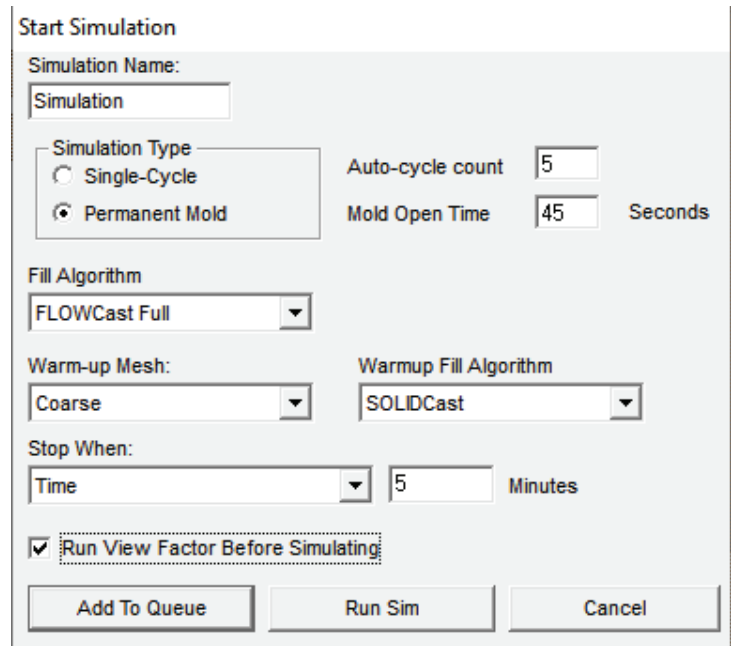 Start Simulation
Simulation Name:
Simulation
Simulation Type
Single-Cycle
Permanent Mold
Auto-cycle count 5
Mold Open Time 45 Seconds
Fill Algorithm
FLOWCast Full
Warm-up Mesh: Warmup Fill Algorithm
Coarse SOLIDCast
Stop When:
Time 5 Minutes
Run View Factor Before Simulating
Add To Queue Run Sim Cancel